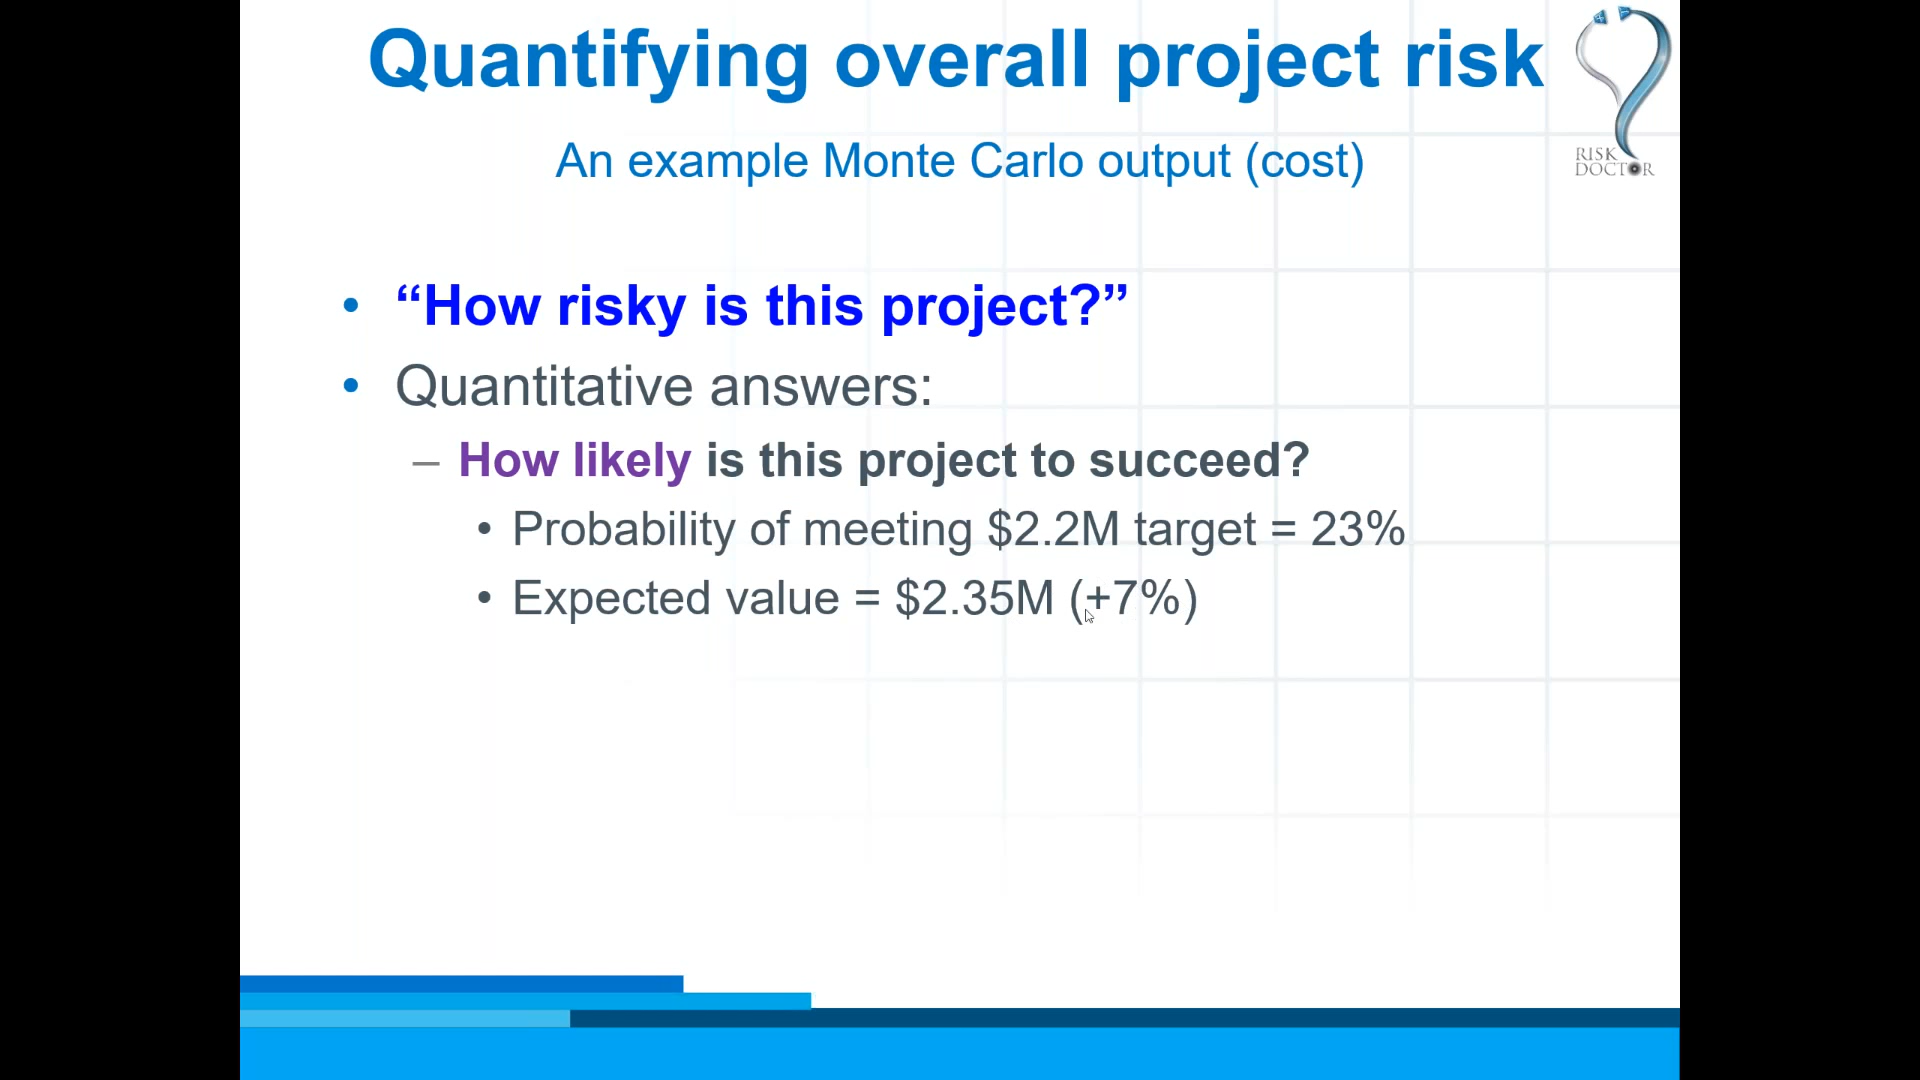 Quantifying overall project risk
An example Monte Carlo output (cost)
RISK
DOCTOR
• “How risky is this project?”
• Quantitative answers:
– How likely is this project to succeed?
• Probability of meeting $2.2M target = 23%
• Expected value = $2.35M (+7%)